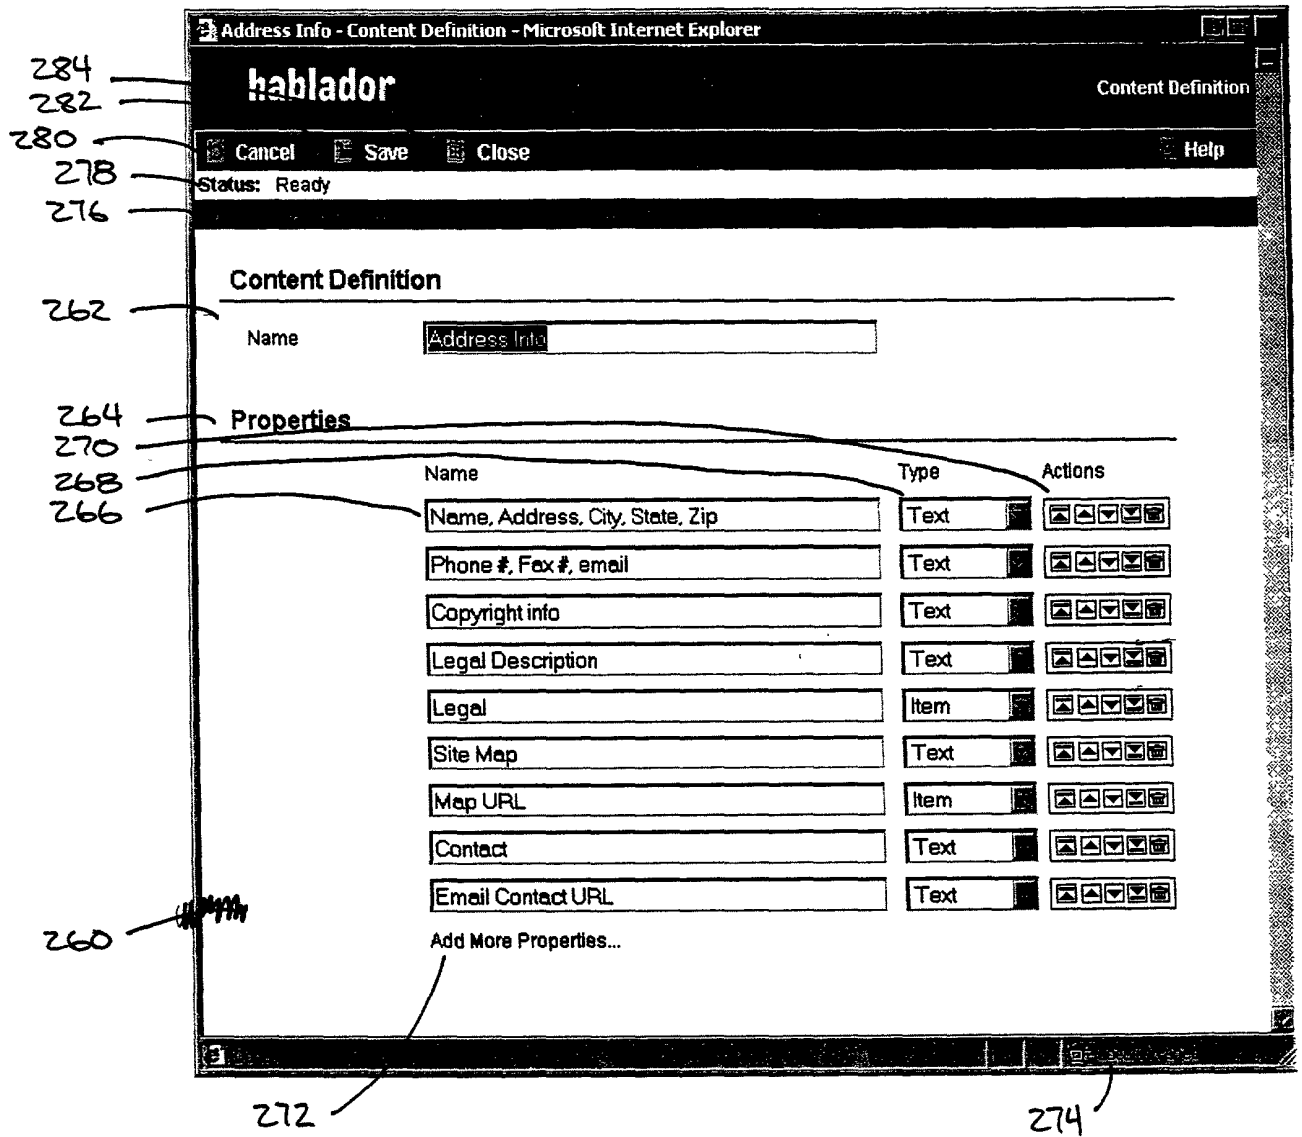 Address Info - Content Definition - Microsoft Internet Explorer
284
hablador
282
Content Definition
280
Cancel Save Close Help
278
Status: Ready
276
Content Definition
262
Name Address Info
264
Properties
270
Name Type Actions
268
266
Name, Address, City, State, Zip Text
Phone #, Fax #, email Text
Copyright info Text
Legal Description Text
Legal Item
Site Map Text
Map URL Item
Contact Text
Email Contact URL Text
260
Add More Properties...
272
274